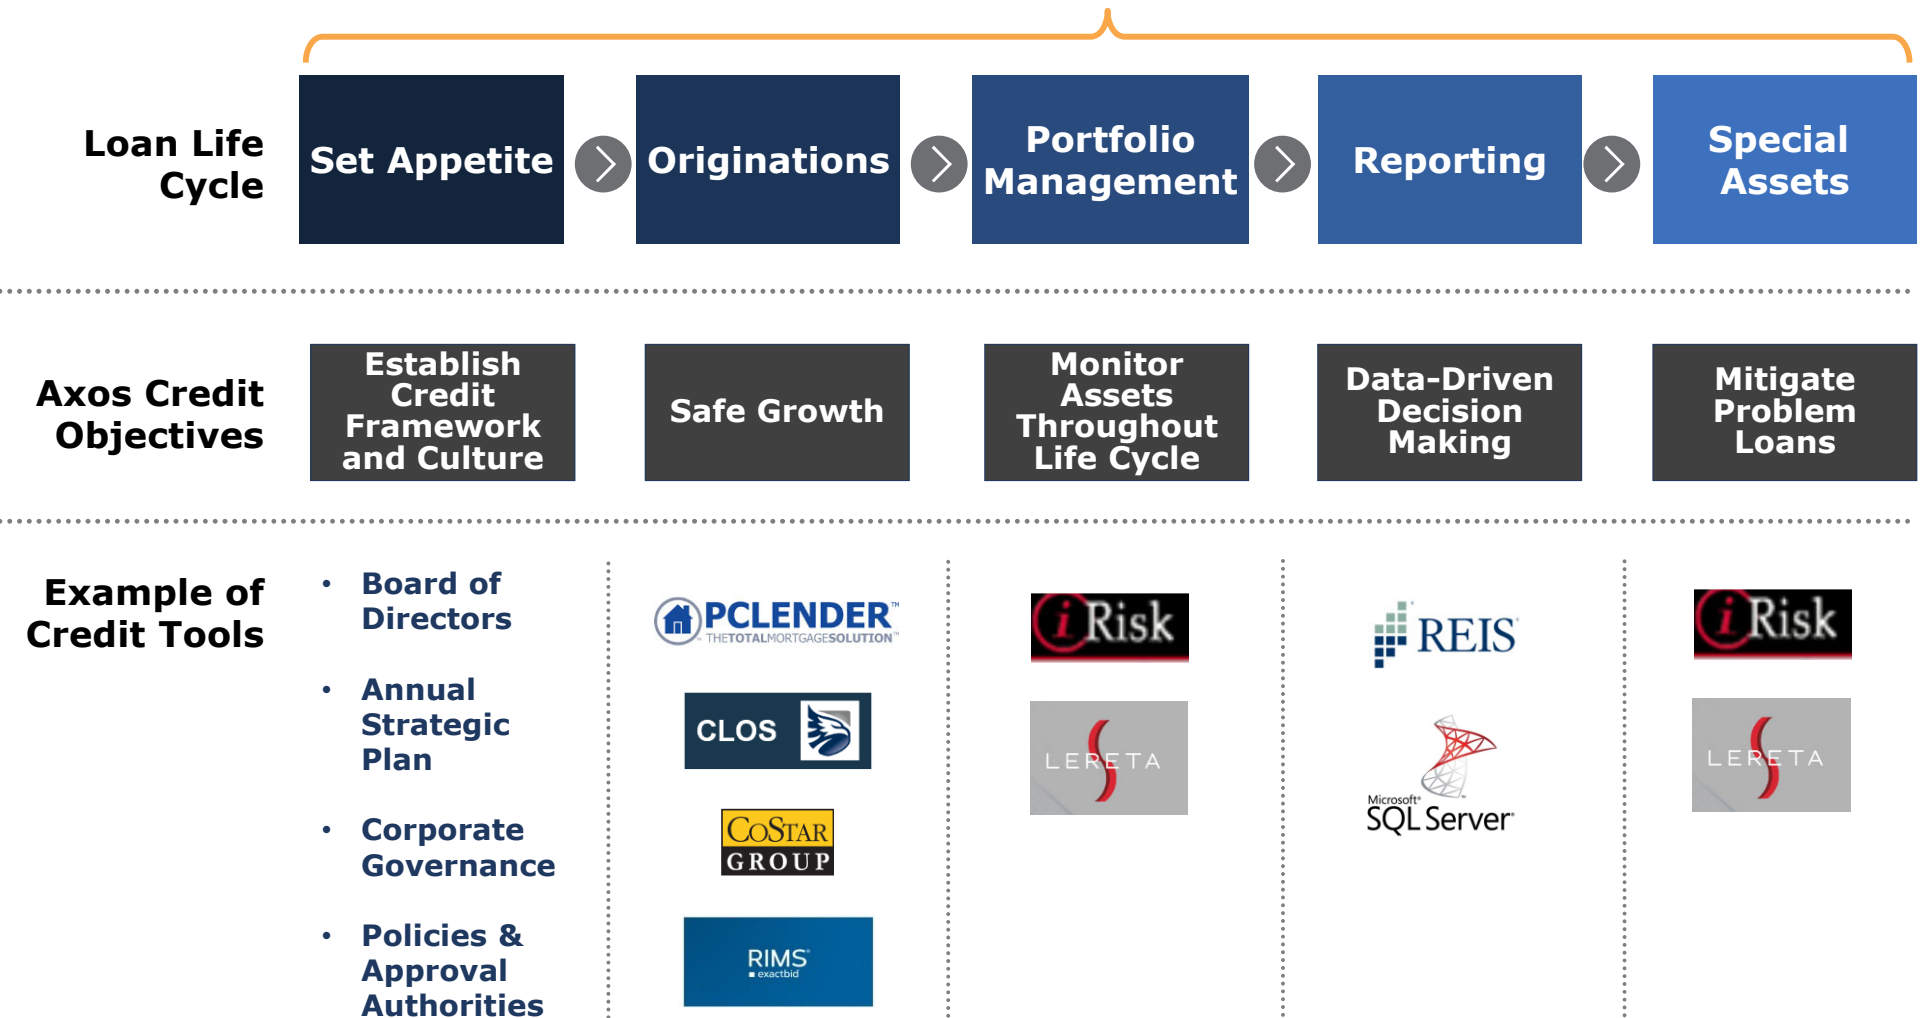 Loan Life
Cycle
Set Appetite
Originations
Portfolio
Management
Reporting
Special
Assets
Axos Credit
Objectives
Establish
Credit
Framework
and Culture
Safe Growth
Monitor
Assets
Throughout
Life Cycle
Data-Driven
Decision
Making
Mitigate
Problem
Loans
Example of
Credit Tools
• Board of
Directors
• Annual
Strategic
Plan
• Corporate
Governance
• Policies &
Approval
Authorities
PCLENDER™
THETOTALMORTGAGESOLUTION™
CLOS
COSTAR
GROUP
RIMS®
exactbid
iRisk
LERETA
REIS
Microsoft®
SQL Server®
iRisk
LERETA